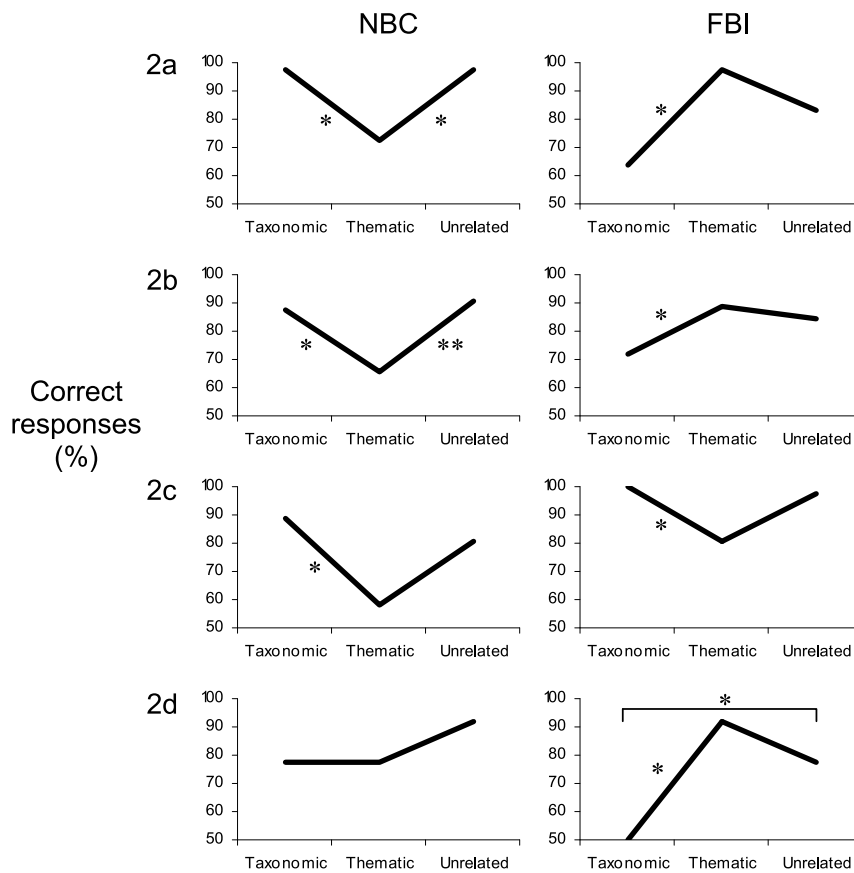 NBC FBI
2a
100 100
90 90
80 * * 80 *
70 70
60 60
50 50
Taxonomic Thematic Unrelated Taxonomic Thematic Unrelated
2b
100 100
90 90
80 80 *
70 * ** 70
60 60
50 50
Taxonomic Thematic Unrelated Taxonomic Thematic Unrelated
Correct
responses
(%)
2c
100 100
90 90
80 80 *
70 * 70
60 60
50 50
Taxonomic Thematic Unrelated Taxonomic Thematic Unrelated
2d
100 100 *
90 90
80 80
70 70 *
60 60
50 50
Taxonomic Thematic Unrelated Taxonomic Thematic Unrelated